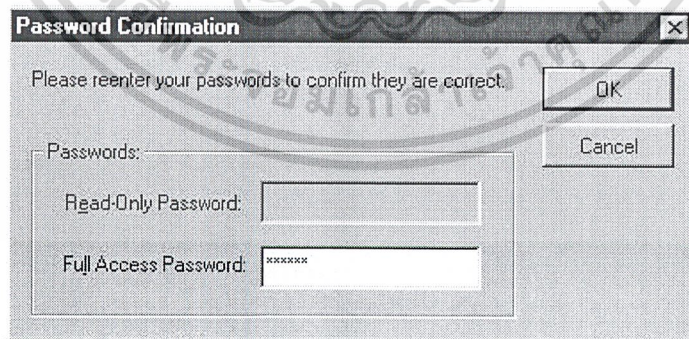 Password Confirmation
Please reenter your passwords to confirm they are correct.
OK
Cancel
Passwords:
Read-Only Password:
Full Access Password: ××××××